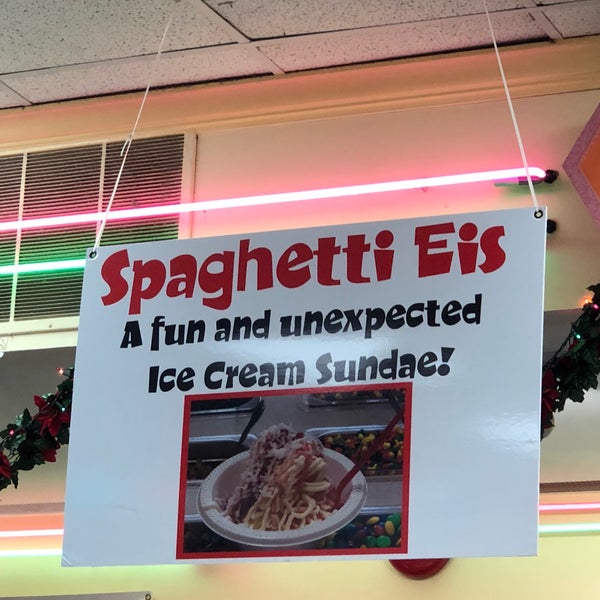 Spaghetti Eis
A fun and unexpected
Ice Cream Sundae!